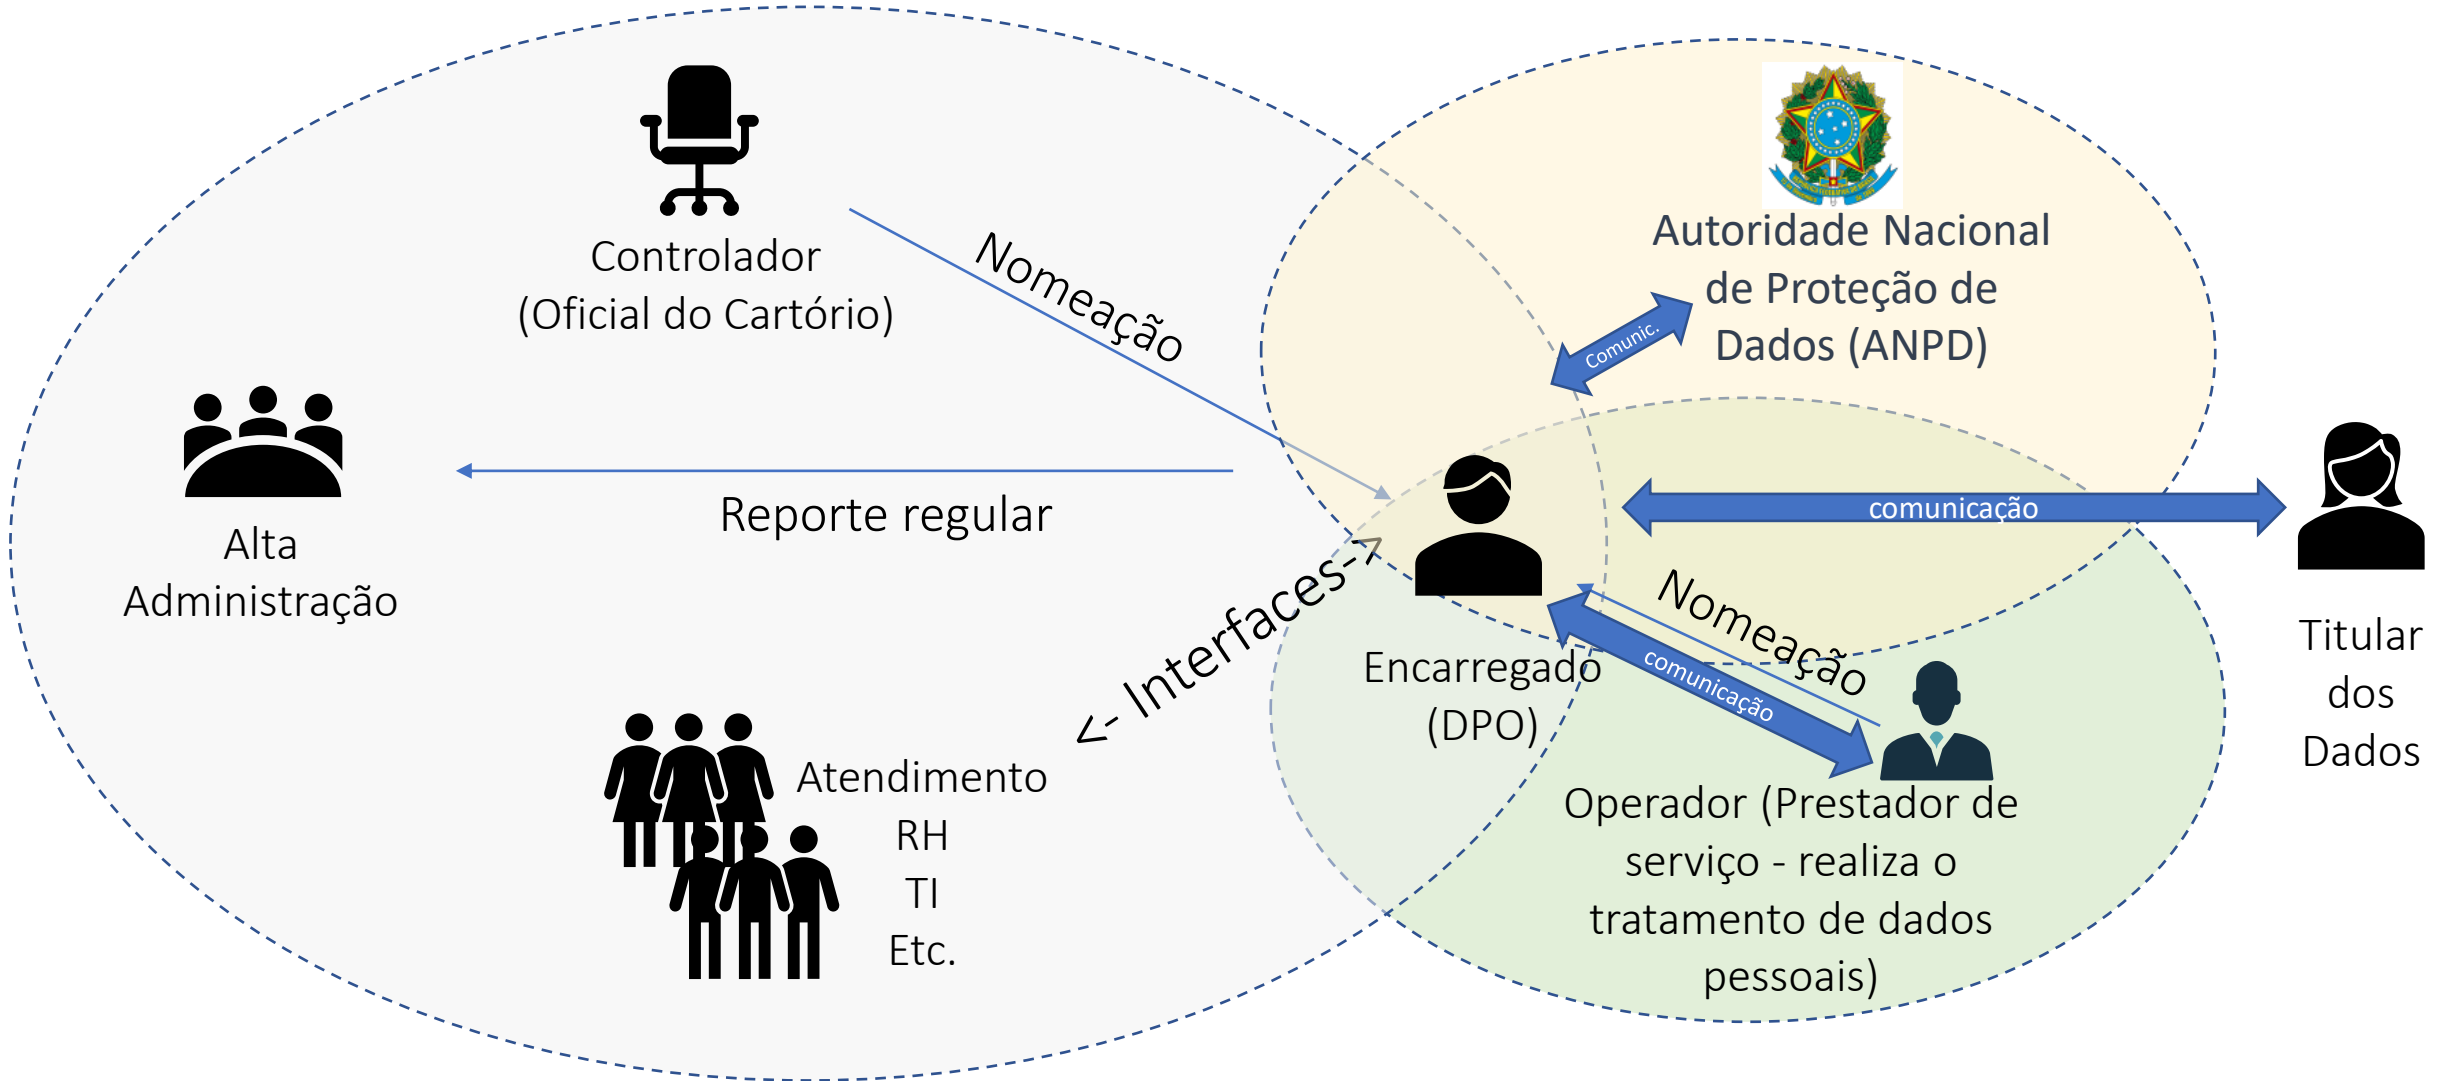 Controlador
(Oficial do Cartório)
Nomeação
Autoridade Nacional
de Proteção de
Dados (ANPD)
Comunic.
Alta
Administração
Reporte regular
comunicação
Titular
dos
Dados
<- Interfaces->
Encarregado
(DPO)
Nomeação
comunicação
Atendimento
RH
TI
Etc.
Operador (Prestador de
serviço - realiza o
tratamento de dados
pessoais)